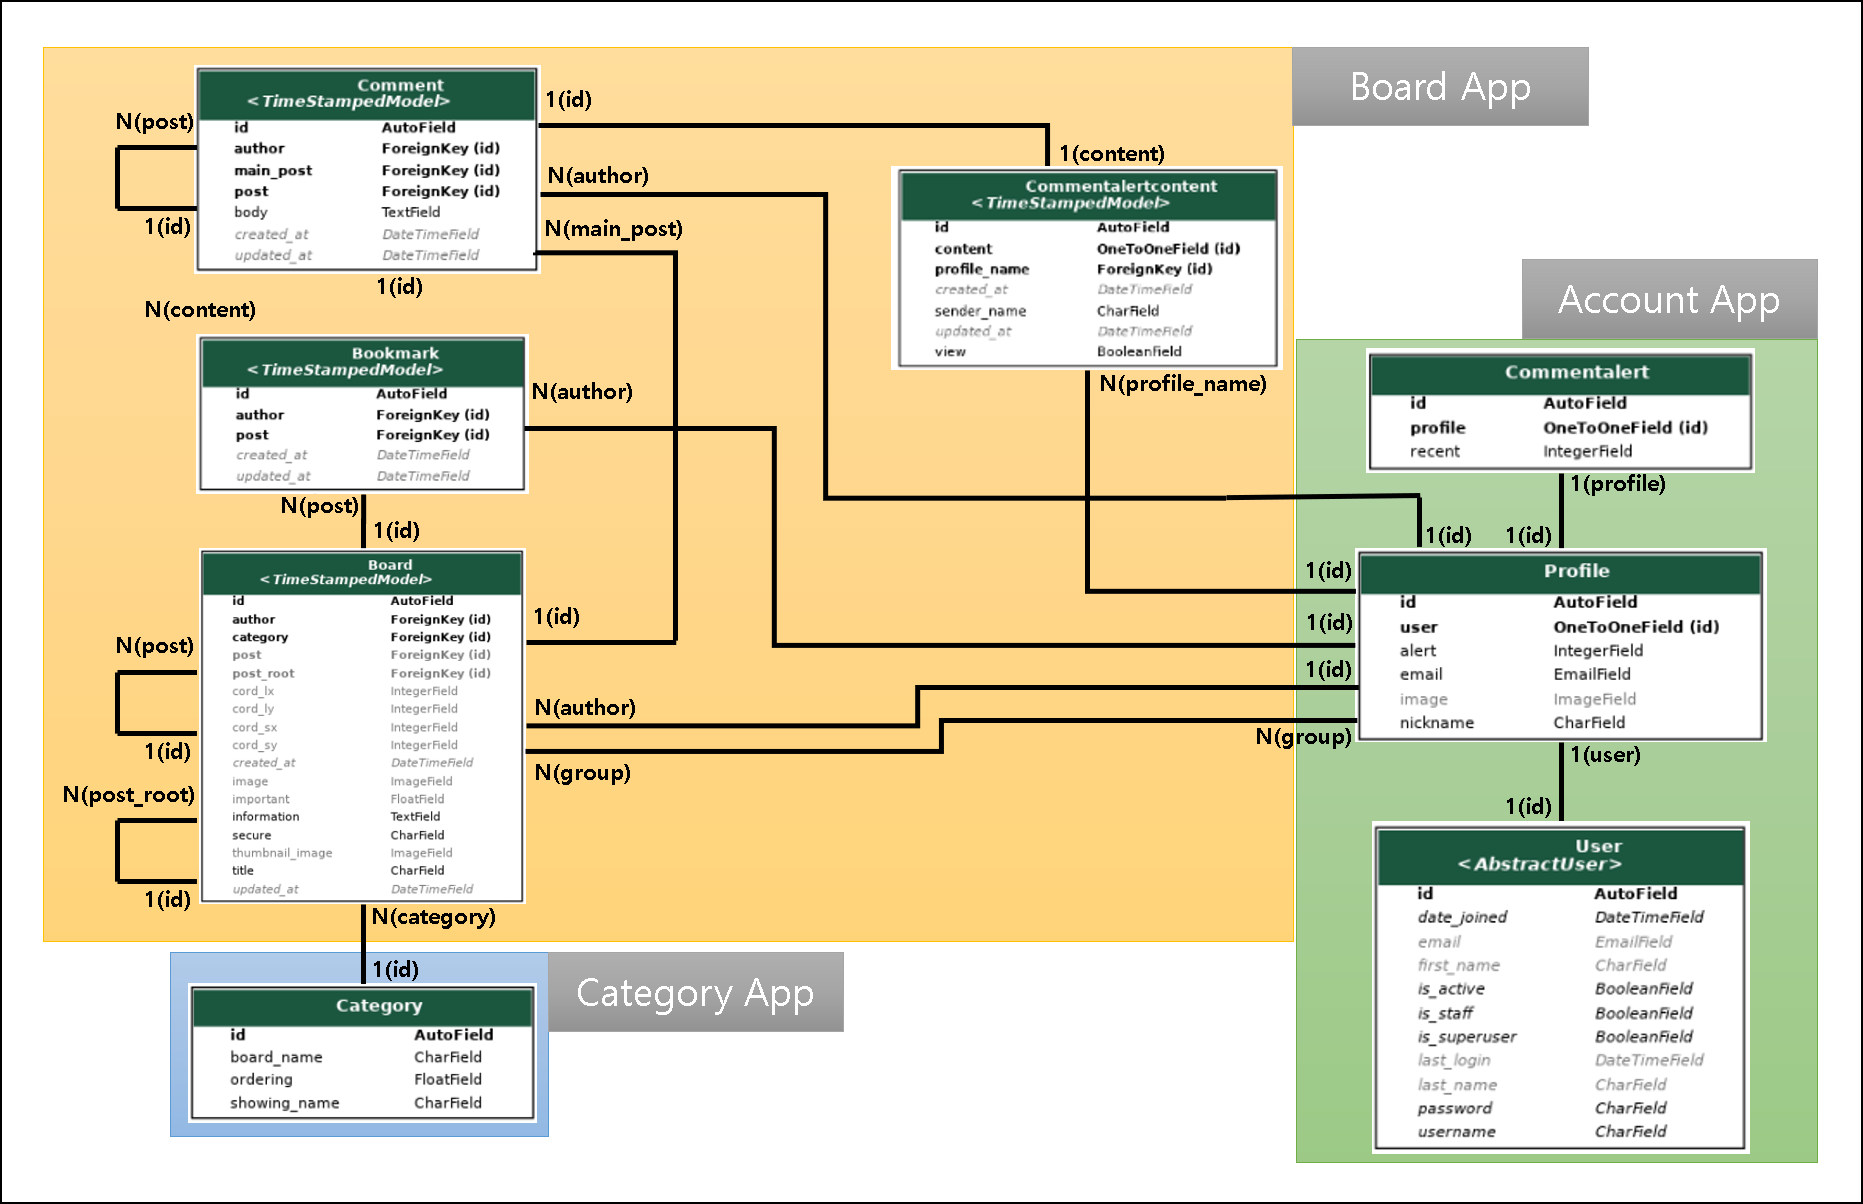 Board App
Comment
<TimeStampedModel>
id AutoField
author ForeignKey (id)
main_post ForeignKey (id)
post ForeignKey (id)
body TextField
created_at DateTimeField
updated_at DateTimeField
N(post)
1(id)
1(id)
N(author)
N(main_post)
1(id)
N(content)
1(content)
Commentalertcontent
<TimeStampedModel>
id AutoField
content OneToOneField (id)
profile_name ForeignKey (id)
created_at DateTimeField
sender_name CharField
updated_at DateTimeField
view BooleanField
N(profile_name)
Bookmark
<TimeStampedModel>
id AutoField
author ForeignKey (id)
post ForeignKey (id)
created_at DateTimeField
updated_at DateTimeField
N(author)
N(post)
1(id)
Board
<TimeStampedModel>
id AutoField
author ForeignKey (id)
category ForeignKey (id)
post ForeignKey (id)
post_root ForeignKey (id)
cord_lx IntegerField
cord_ly IntegerField
cord_sx IntegerField
cord_sy IntegerField
created_at DateTimeField
image ImageField
important FloatField
information TextField
secure CharField
thumbnail_image ImageField
title CharField
updated_at DateTimeField
N(post)
1(id)
N(post_root)
1(id)
1(id)
N(author)
N(group)
N(category)
1(id)
Category App
Category
id AutoField
board_name CharField
ordering FloatField
showing_name CharField
Account App
Commentalert
id AutoField
profile OneToOneField (id)
recent IntegerField
1(profile)
1(id)
1(id)
1(id)
1(id)
1(id)
N(group)
Profile
id AutoField
user OneToOneField (id)
alert IntegerField
email EmailField
image ImageField
nickname CharField
1(user)
1(id)
User
<AbstractUser>
id AutoField
date_joined DateTimeField
email EmailField
first_name CharField
is_active BooleanField
is_staff BooleanField
is_superuser BooleanField
last_login DateTimeField
last_name CharField
password CharField
username CharField